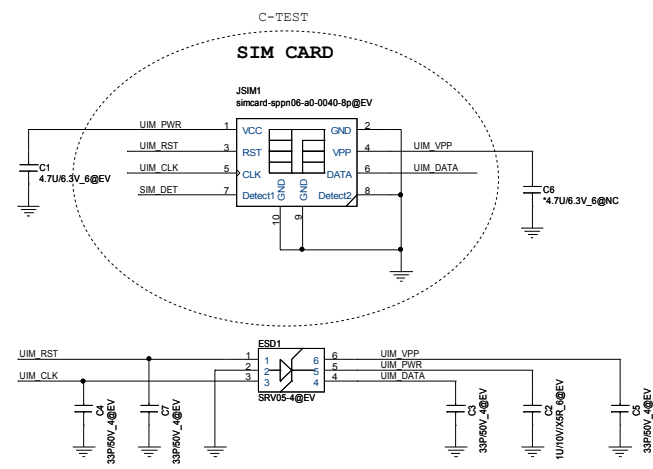 C-TEST
SIM CARD
JSIM1
simcard-sppn06-a0-0040-8p@EV
UIM_PWR 1 VCC GND 2
UIM_RST 3 RST VPP 4 UIM_VPP
UIM_CLK 5 CLK DATA 6 UIM_DATA
SIM_DET 7 Detect1 GND GND Detect2 8
10 9
C1
4.7U/6.3V_6@EV
C6
*4.7U/6.3V_6@NC
ESD1
UIM_RST 1 1 6 6 UIM_VPP
2 2 5 5 UIM_PWR
UIM_CLK 3 3 4 4 UIM_DATA
SRV05-4@EV
C4
33P/50V_4@EV
C7
33P/50V_4@EV
C3
33P/50V_4@EV
C2
1U/10V/X5R_6@EV
C5
33P/50V_4@EV